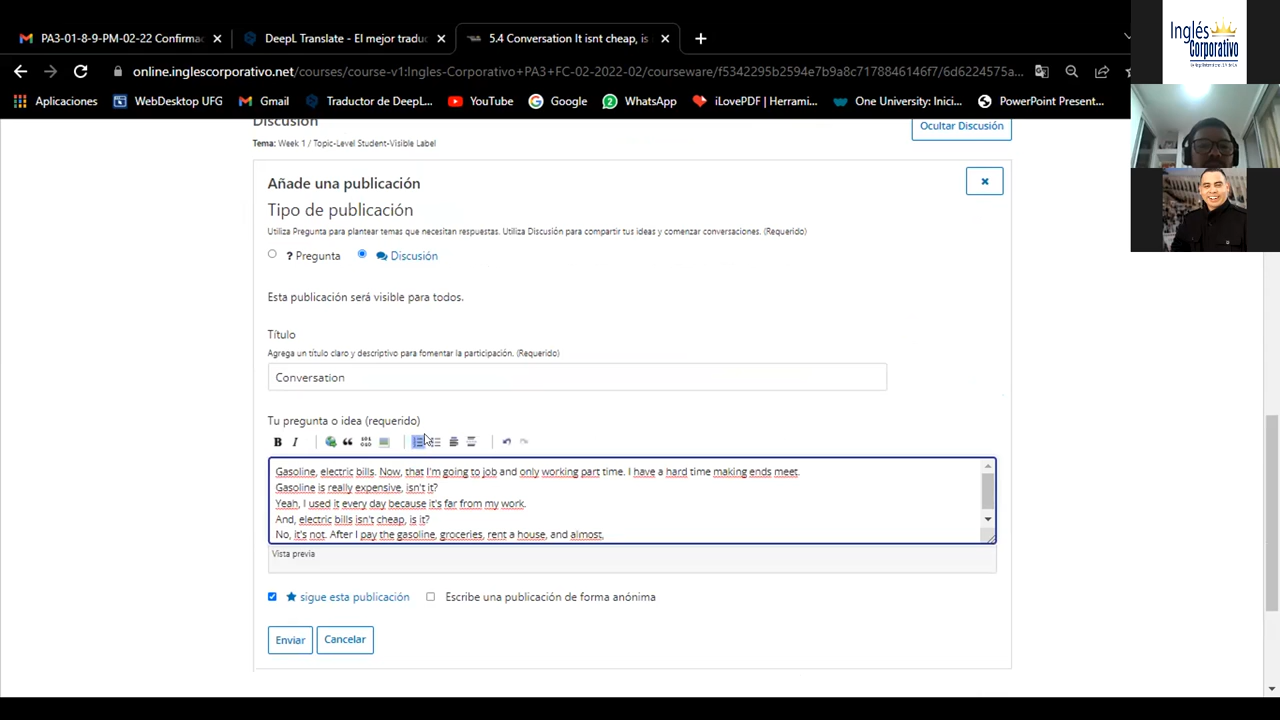 PA3-01-8-9-PM-02-22 Confirma
DeepL Translate - El mejor tradu
5.4 Conversation It isnt cheap, is
online.inglescorporativo.net/courses/course-v1:Ingles-Corporativo+PA3+FC-02-2022-02/courseware/f5342295b2594e7b9a8c7178846146f7/6d6224575a...
Aplicaciones
WebDesktop UFG
Gmail
Traductor de DeepL...
YouTube
Google
WhatsApp
iLovePDF | Herrami...
One University: Inici...
PowerPoint Present...
Inglés
Corporativo
Discusión
Ocultar Discusión
Tema: Week 1 / Topic-Level Student-Visible Label
Añade una publicación
Tipo de publicación
Utiliza Pregunta para plantear temas que necesitan respuestas. Utiliza Discusión para compartir tus ideas y comenzar conversaciones. (Requerido)
? Pregunta
Discusión
Esta publicación será visible para todos.
Título
Agrega un título claro y descriptivo para fomentar la participación. (Requerido)
Conversation
Tu pregunta o idea (requerido)
B I
Gasoline, electric bills. Now, that I'm going to job and only working part time. I have a hard time making ends meet.
Gasoline is really expensive, isn't it?
Yeah, I used it every day because it's far from my work.
And, electric bills isn't cheap, is it?
No, it's not. After I pay the gasoline, groceries, rent a house, and almost,
Vista previa
sigue esta publicación
Escribe una publicación de forma anónima
Enviar
Cancelar